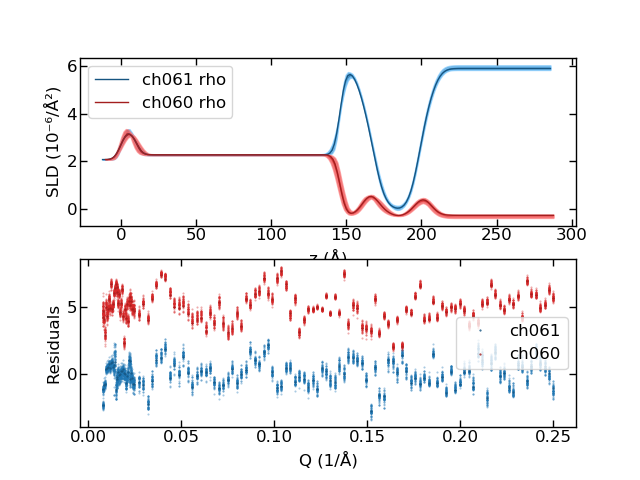 6
4
2
0
SLD (10⁻⁶/Å²)
ch061 rho
ch060 rho
0 50 100 150 200 250 300
z (Å)
5
0
Residuals
ch061
ch060
0.00 0.05 0.10 0.15 0.20 0.25
Q (1/Å)